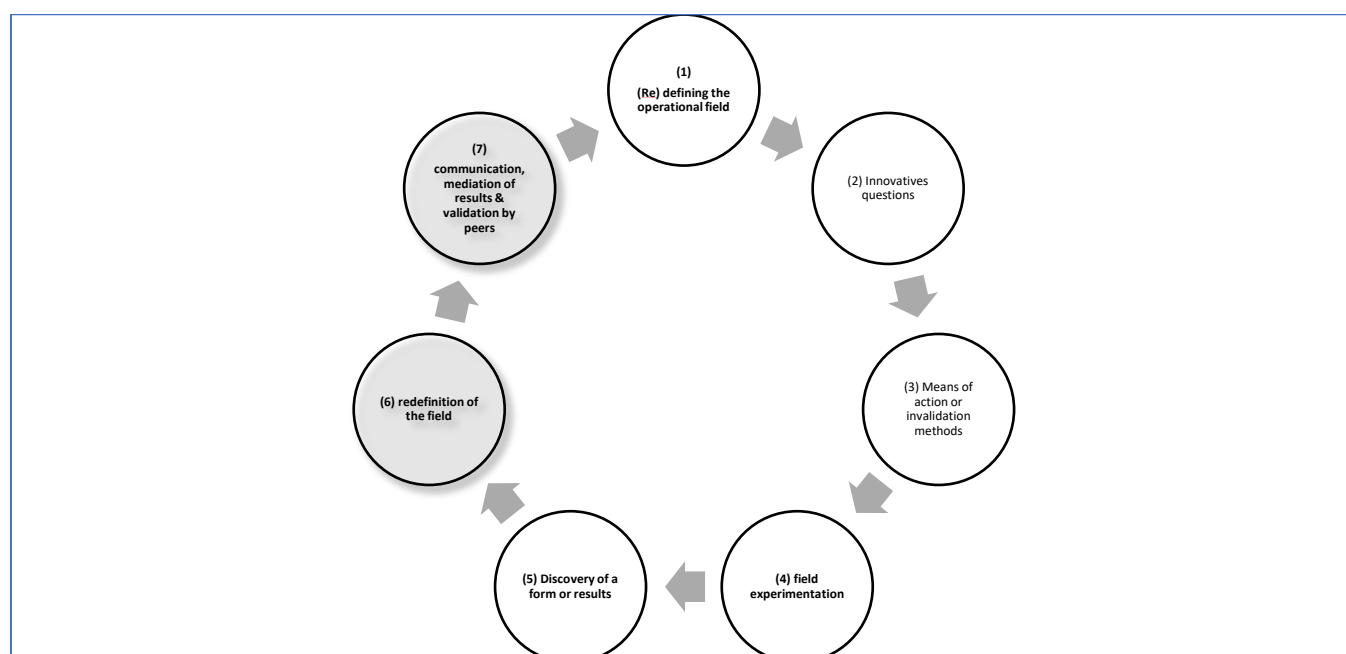 (1)
(Re) defining the
operational field
(2) Innovatives
questions
(3) Means of
action or
invalidation
methods
(4) field
experimentation
(5) Discovery of a
form or results
(6) redefinition of
the field
(7)
communication,
mediation of
results &
validation by
peers